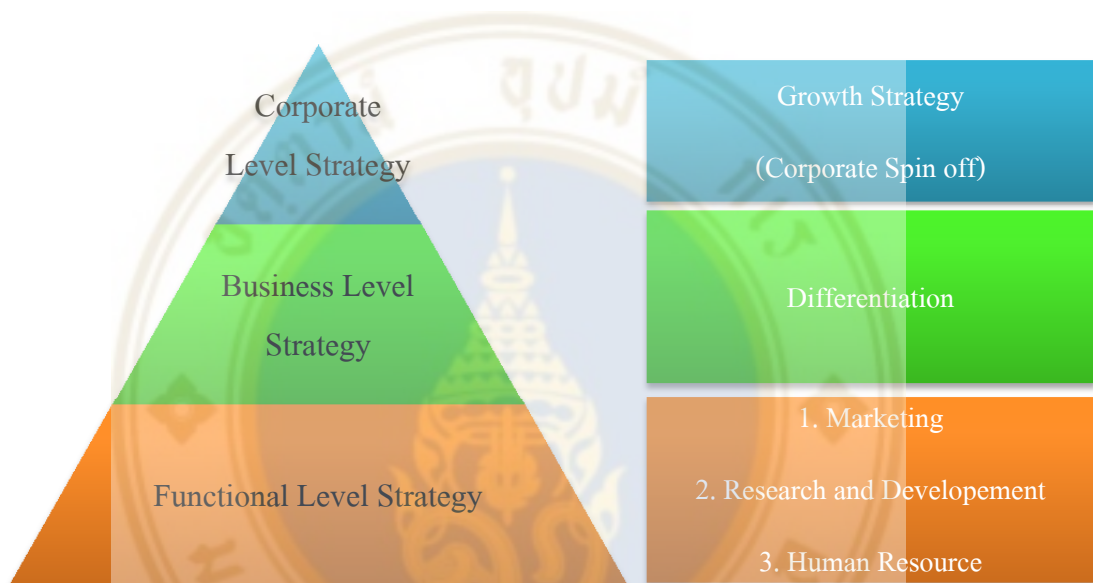 Corporate
Level Strategy
Growth Strategy
(Corporate Spin off)
Business Level
Strategy
Differentiation
Functional Level Strategy
1. Marketing
2. Research and Developement
3. Human Resource